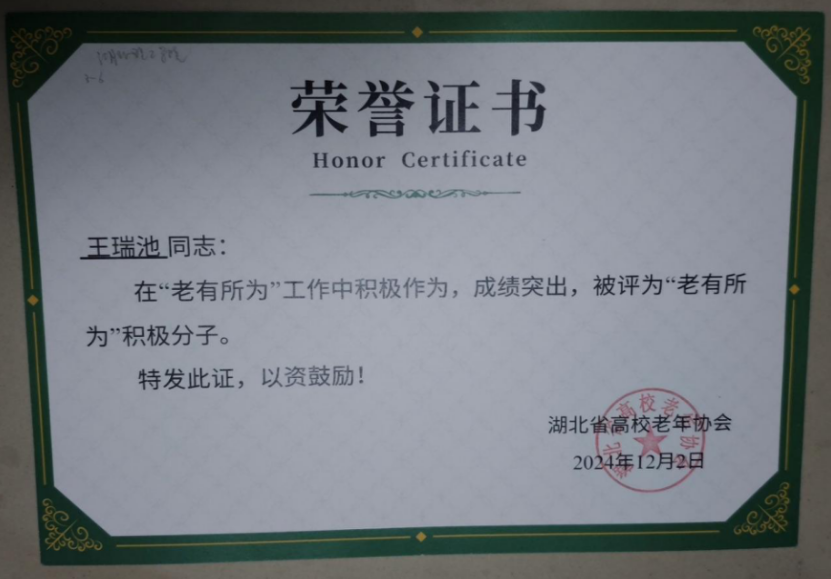 荣誉证书
Honor Certificate
王瑞池同志：
在“老有所为”工作中积极作为，成绩突出，被评为“老有所
为”积极分子。
特发此证，以资鼓励！
湖北省高校老年协会
2024年12月2日